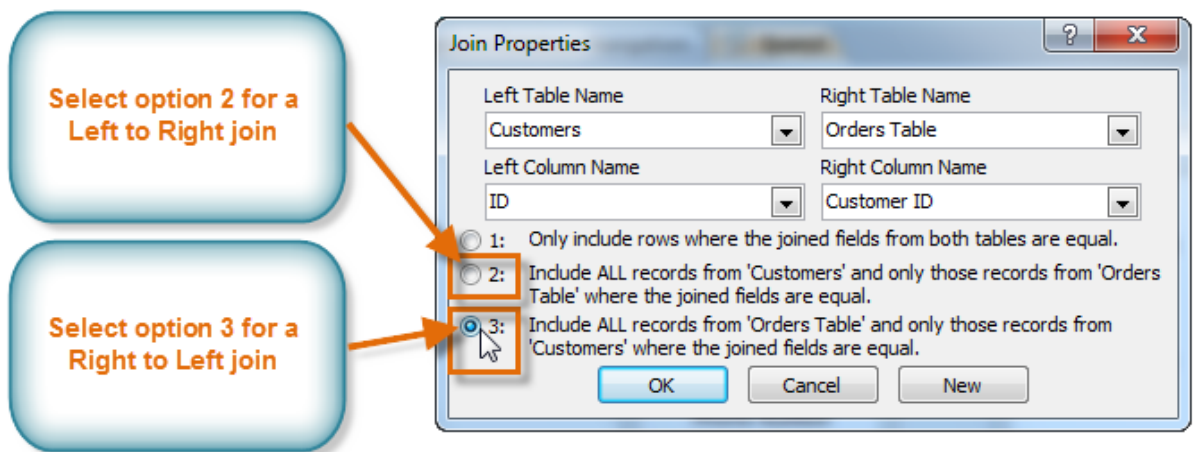 Select option 2 for a
Left to Right join
Select option 3 for a
Right to Left join
Join Properties
Left Table Name
Right Table Name
Customers
Orders Table
Left Column Name
Right Column Name
ID
Customer ID
1: Only include rows where the joined fields from both tables are equal.
2: Include ALL records from 'Customers' and only those records from 'Orders
Table' where the joined fields are equal.
3: Include ALL records from 'Orders Table' and only those records from
'Customers' where the joined fields are equal.
OK
Cancel
New